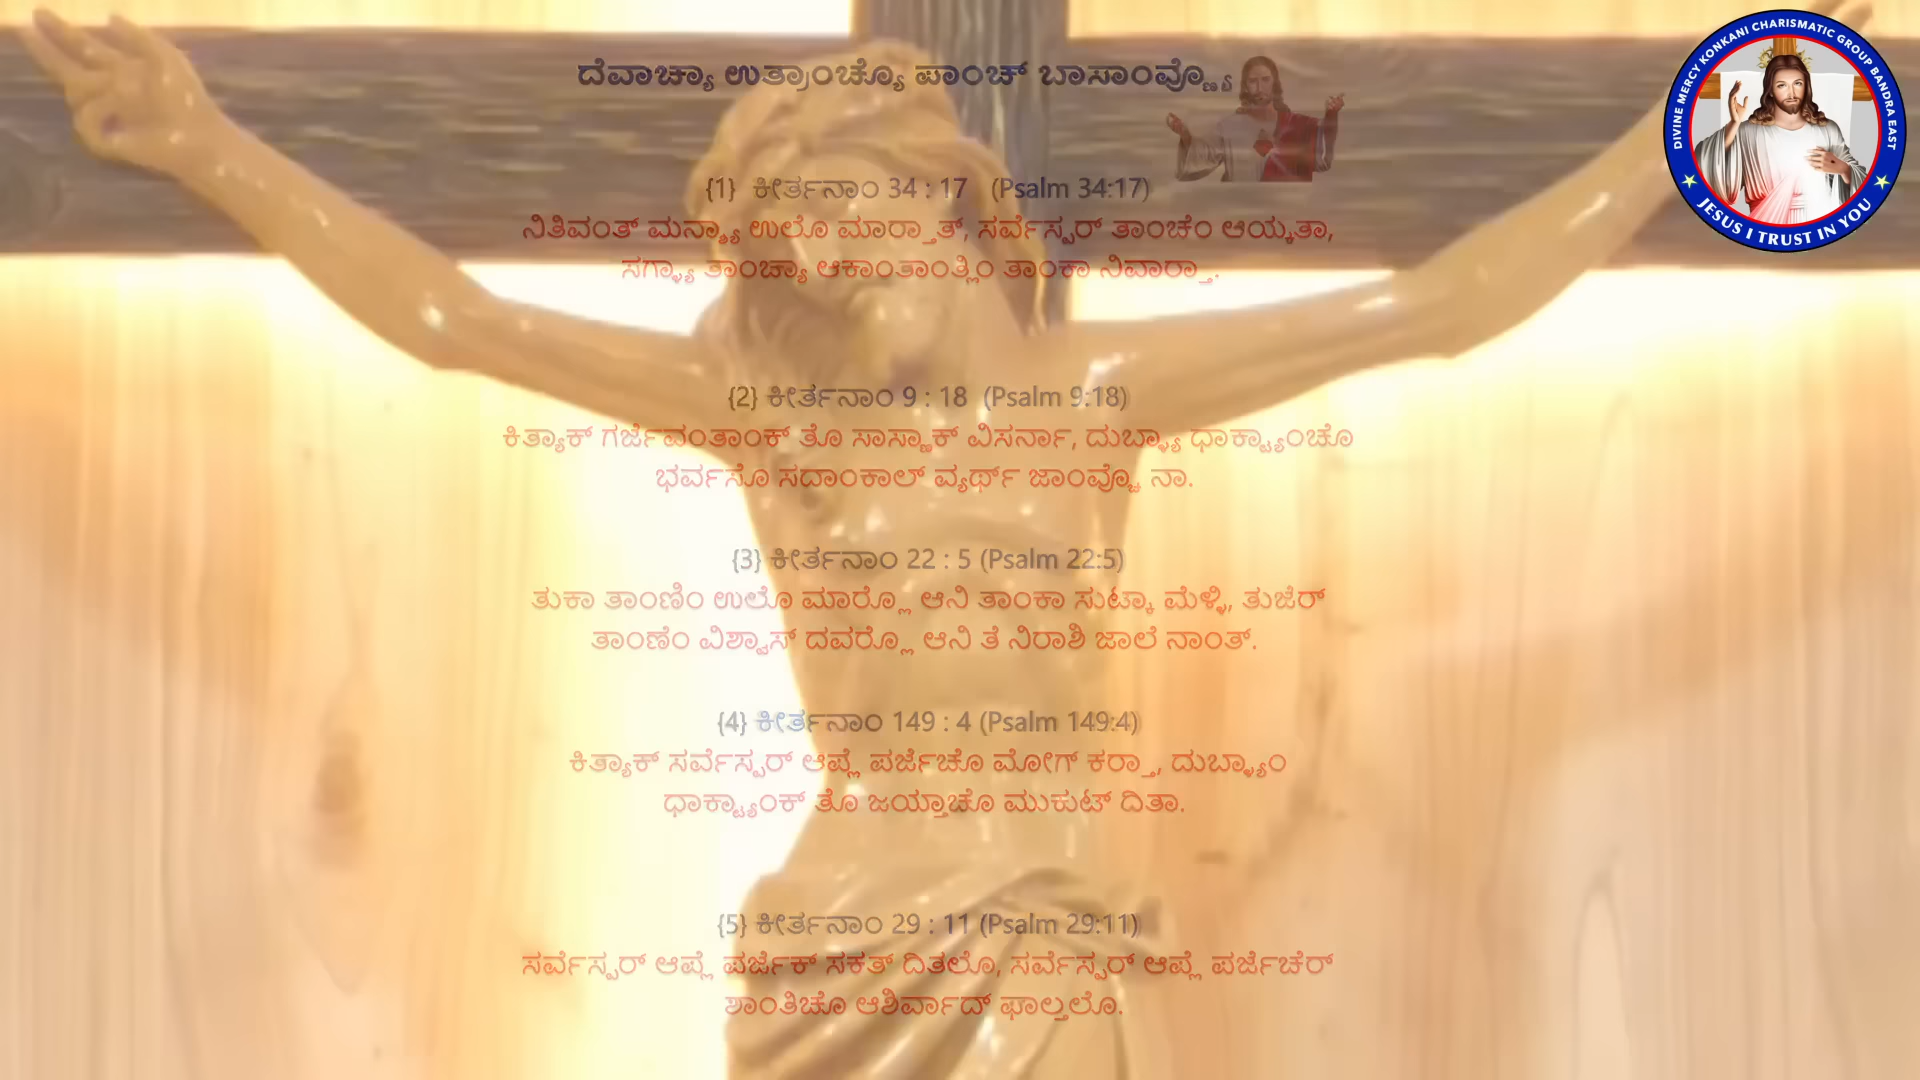 ದೆವಾಚ್ಯಾ ಉತ್ರಾಂಚ್ಯೊ ಪಾಂಚ್ ಬಾಸಾಂವ್ಣ್ಯೊ
{1} ಕೀರ್ತನಾಂ 34 : 17 (Psalm 34:17)
ನಿತಿವಂತ್ ಮನ್ಶ್ಯಾ ಉಲೊ ಮಾರ್‍ತಾತ್, ಸರ್ವೆಸ್ಪರ್ ತಾಂಚೆಂ ಆಯ್ಕತಾ,
ಸಗ್ಳ್ಯಾ ತಾಂಚ್ಯಾ ಆಕಾಂತಾಂತ್ಲಿಂ ತಾಂಕಾ ನಿವಾರ್‍ತಾ.
{2} ಕೀರ್ತನಾಂ 9 : 18 (Psalm 9:18)
ಕಿತ್ಯಾಕ್ ಗರ್ಜೆವಂತಾಂಕ್ ತೊ ಸಾಸ್ಣಾಕ್ ವಿಸರ್ನಾ, ದುಬ್ಳ್ಯಾ ಧಾಕ್ಟ್ಯಾಂಚೊ
ಭರ್ವಸೊ ಸದಾಂಕಾಲ್ ವ್ಯರ್ಥ್ ಜಾಂವ್ಚೊ ನಾ.
{3} ಕೀರ್ತನಾಂ 22 : 5 (Psalm 22:5)
ತುಕಾ ತಾಂಣಿಂ ಉಲೊ ಮಾರ್‍ಲೊ ಆನಿ ತಾಂಕಾ ಸುಟ್ಕಾ ಮೆಳ್ಳಿ, ತುಜೆರ್
ತಾಂಣೆಂ ವಿಶ್ವಾಸ್ ದವರ್‍ಲೊ ಆನಿ ತೆ ನಿರಾಶಿ ಜಾಲೆ ನಾಂತ್.
{4} ಕೀರ್ತನಾಂ 149 : 4 (Psalm 149:4)
ಕಿತ್ಯಾಕ್ ಸರ್ವೆಸ್ಪರ್ ಆಪ್ಲೆ ಪರ್ಜೆಚೊ ಮೋಗ್ ಕರ್‍ತಾ, ದುಬ್ಳ್ಯಾಂ
ಧಾಕ್ಟ್ಯಾಂಕ್ ತೊ ಜಯ್ತಾಚೊ ಮುಕುಟ್ ದಿತಾ.
{5} ಕೀರ್ತನಾಂ 29 : 11 (Psalm 29:11)
ಸರ್ವೆಸ್ಪರ್ ಆಪ್ಲೆ ಪರ್ಜೆಕ್ ಸಕತ್ ದಿತಲೊ, ಸರ್ವೆಸ್ಪರ್ ಆಪ್ಲೆ ಪರ್ಜೆಚೆರ್
ಶಾಂತಿಚೊ ಆಶಿರ್ವಾದ್ ಘಾಲ್ತಲೊ.
DIVINE MERCY KONKANI CHARISMATIC GROUP BANDRA EAST
JESUS I TRUST IN YOU